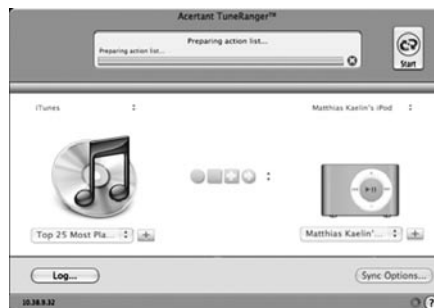 Acertant TuneRanger™
Preparing action list...
Preparing action list...
Start
iTunes
Matthias Kaelin's iPod
Top 25 Most Pla...
Matthias Kaelin'...
Log...
Sync Options...
10.38.9.32
?